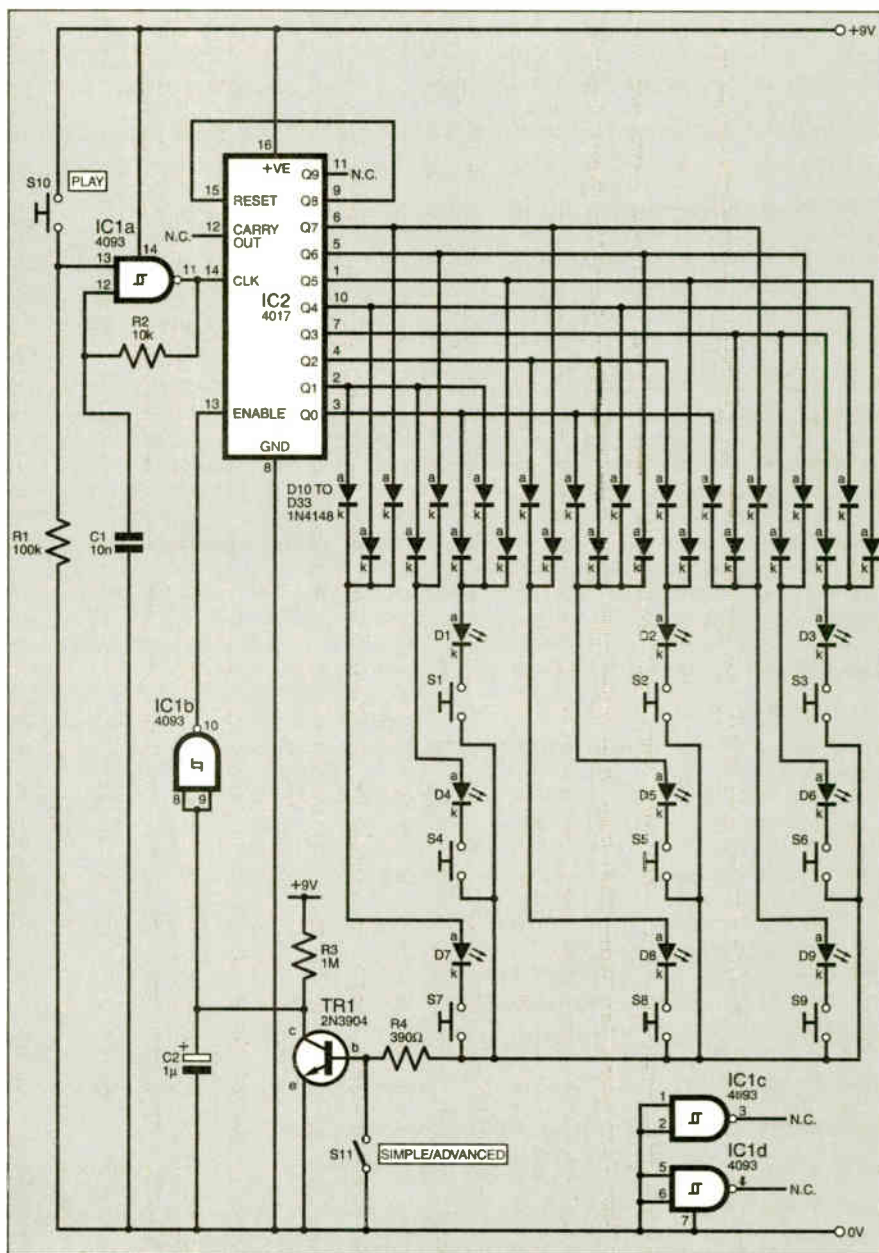 +9V
16
+VE
Q9
11
N.C.
S10
PLAY
15
RESET
Q8
9
12
CARRY
OUT
N.C.
Q7
6
IC1a
4093
Q6
5
13
14
11
14
CLK
Q5
1
12
IC2
4017
Q4
10
R2
10k
Q3
7
Q2
4
Q1
2
13
ENABLE
Q0
3
GND
8
D10 TO
D33
1N4148
a a a a a a a a a a a a
k k k k k k k k k k k k
a a a a a a a a a a a a
k k k k k k k k k k k k
R1
100k
C1
10n
a a a
D1 D2 D3
k k k
S1 S2 S3
IC1b
4093
10
8 9
a a a
D4 D5 D6
k k k
S4 S5 S6
+9V
R3
1M
a a a
D7 D8 D9
k k k
TR1
2N3904
R4
390Ω
S7 S8 S9
c
b
e
+
C2
1µ
IC1c
4093
1
2
3
N.C.
S11
SIMPLE/ADVANCED
IC1d
4093
5
6
4
N.C.
7
0V